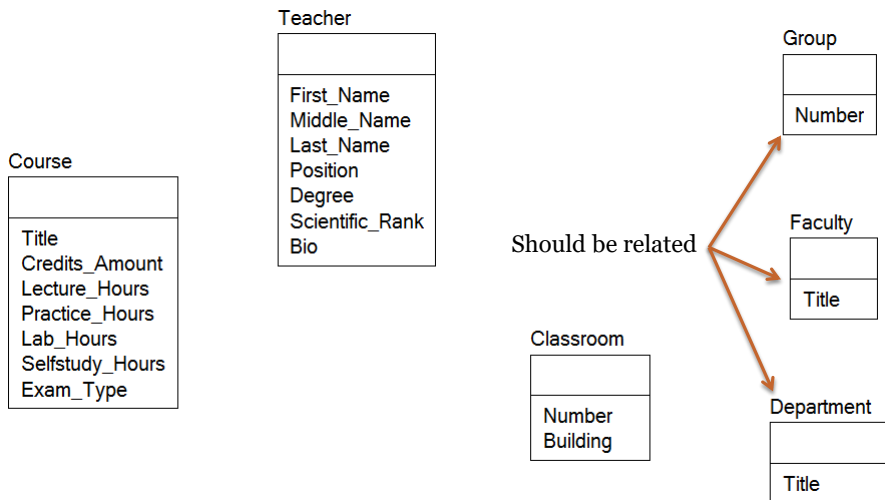 Teacher
First_Name
Middle_Name
Last_Name
Position
Degree
Scientific_Rank
Bio
Group
Number
Course
Title
Credits_Amount
Lecture_Hours
Practice_Hours
Lab_Hours
Selfstudy_Hours
Exam_Type
Should be related
Faculty
Title
Classroom
Number
Building
Department
Title